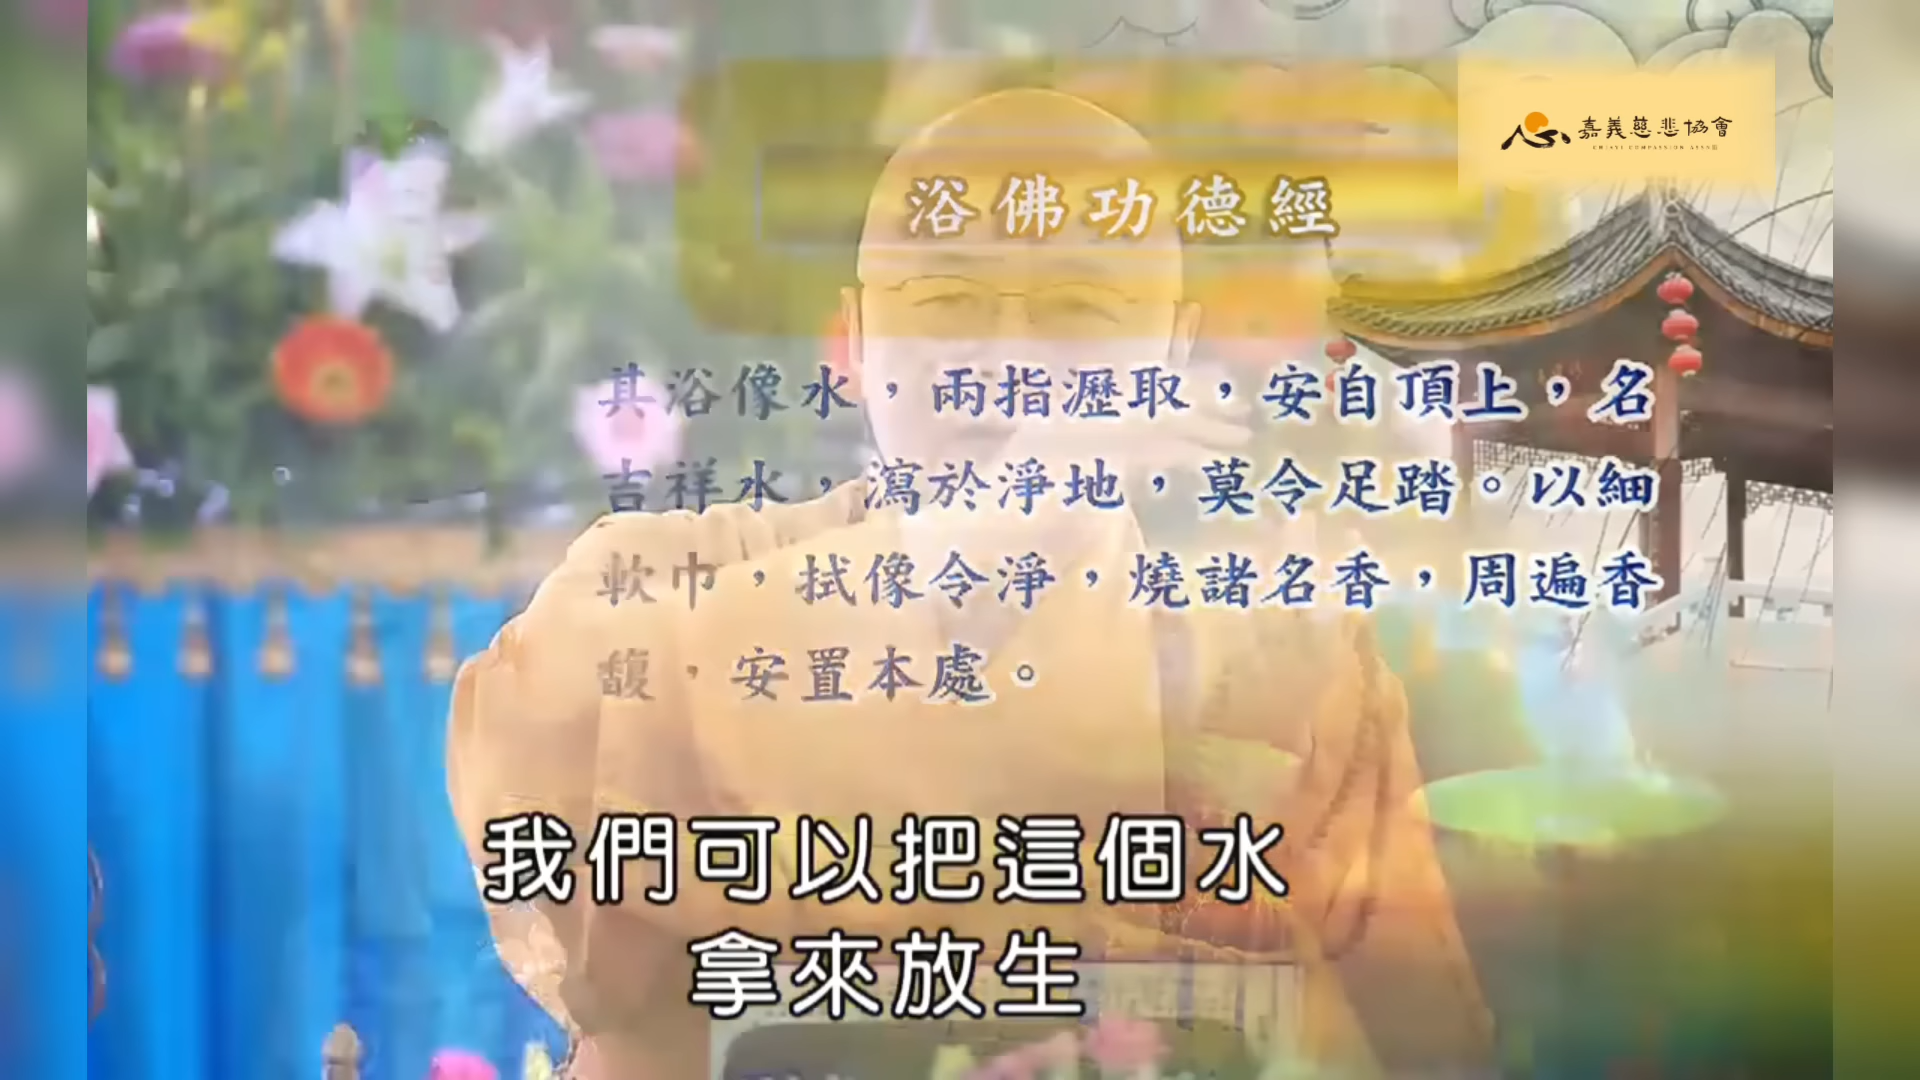 嘉義慈悲協會
CHIAYI COMPASSION ASSN
浴佛功德經
其浴像水，兩指瀝取，安自頂上，名
吉祥水，瀉於淨地，莫令足踏。以細
軟巾，拭像令淨，燒諸名香，周遍香
馥，安置本處。
我們可以把這個水
拿來放生